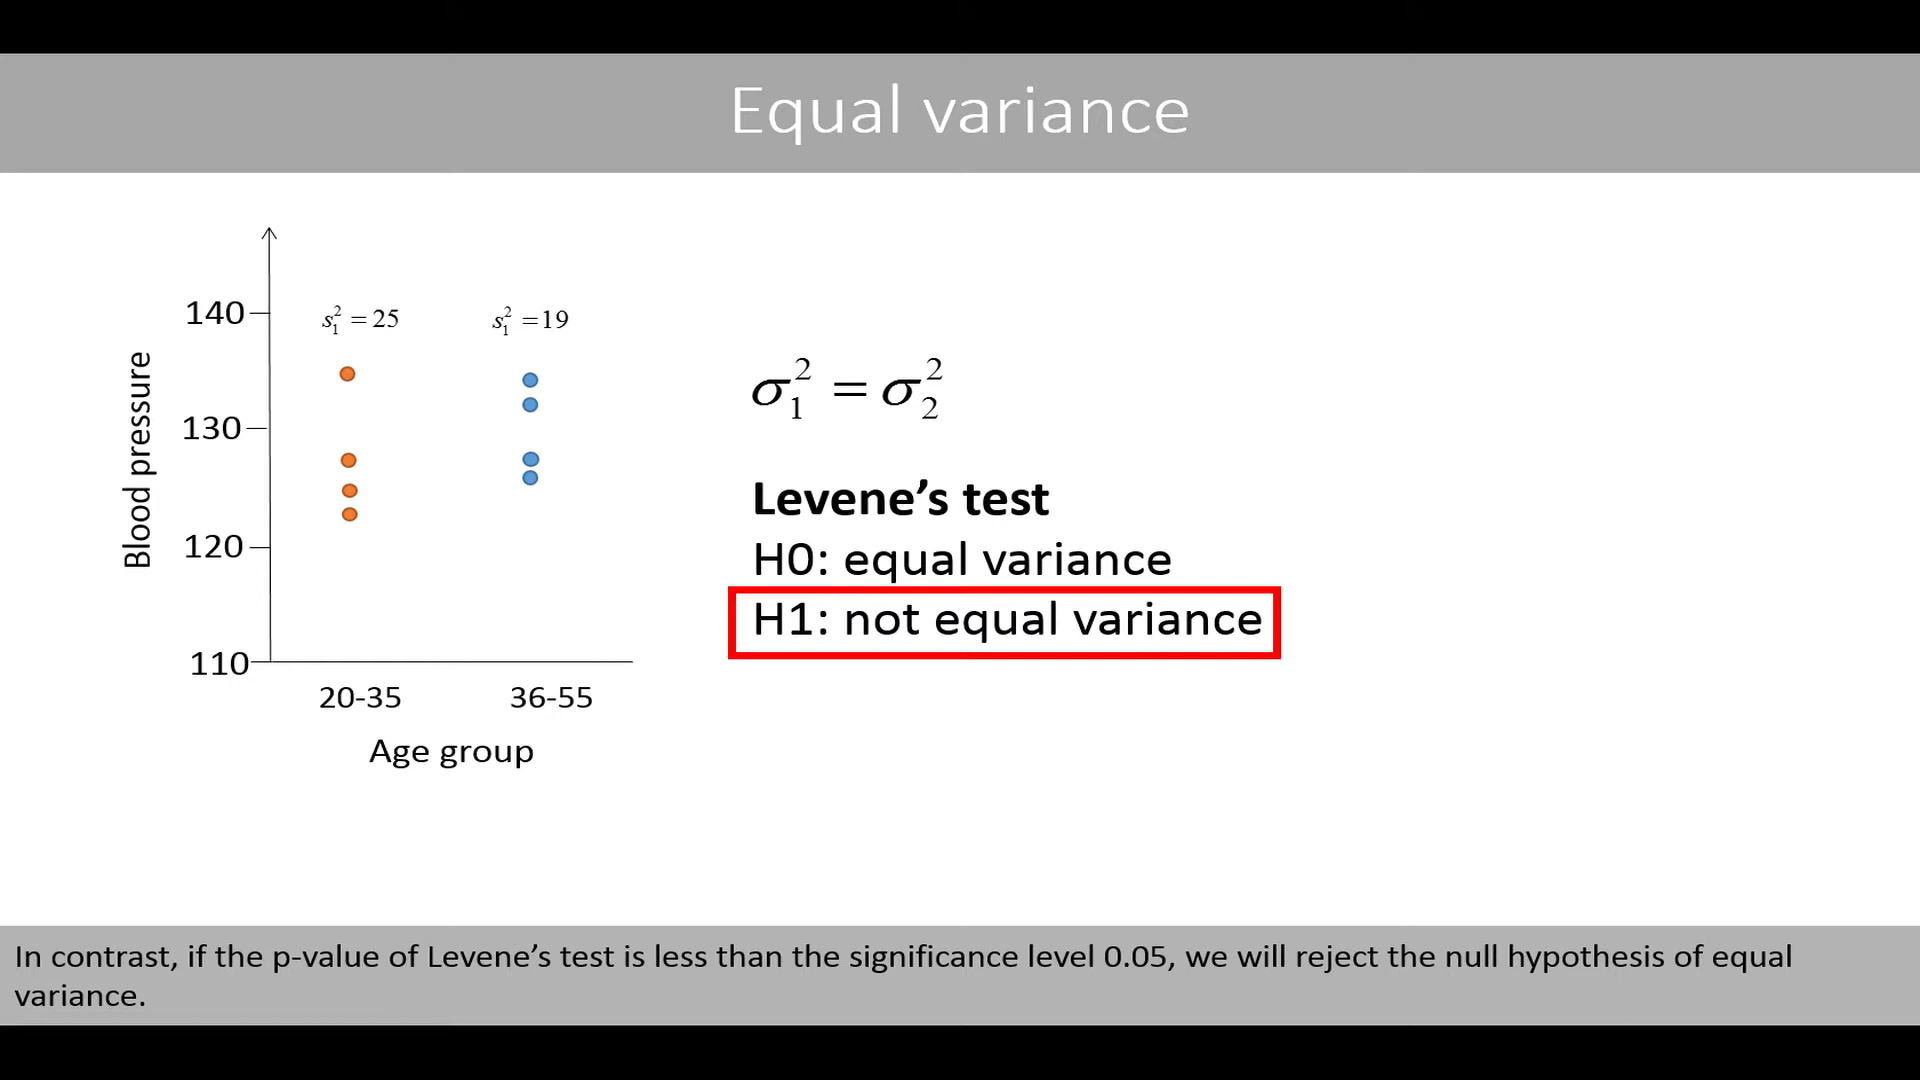 Equal variance
140
130
120
110
Blood pressure
s₁² = 25
s₁² = 19
20-35
36-55
Age group
σ₁² = σ₂²
Levene’s test
H0: equal variance
H1: not equal variance
In contrast, if the p-value of Levene’s test is less than the significance level 0.05, we will reject the null hypothesis of equal
variance.